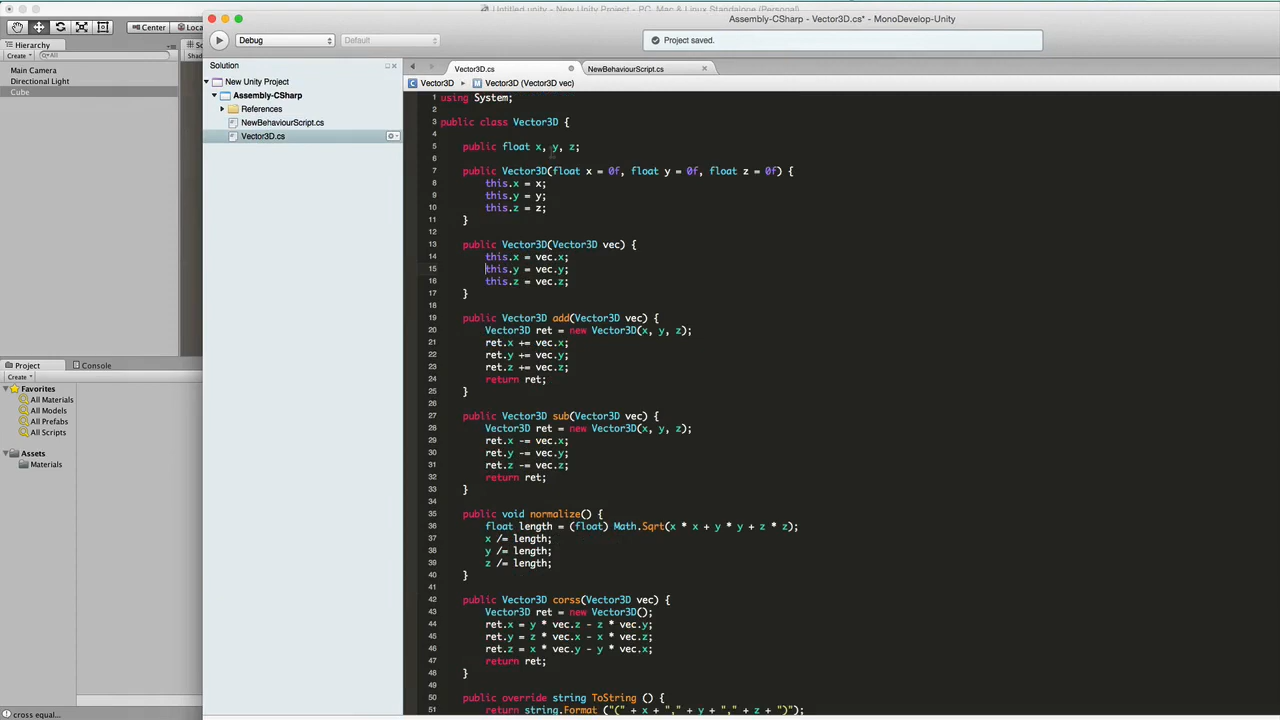 Untitled.unity - New Unity Project - PC, Mac & Linux Standalone (Personal)
Assembly-CSharp - Vector3D.cs* - MonoDevelop-Unity
Center
Loca
Debug
Default
Project saved.
Hierarchy
Create
All
Main Camera
Directional Light
Cube
Project
Console
Create
Favorites
All Materials
All Models
All Prefabs
All Scripts
Assets
Materials
cross equal...
Solution
New Unity Project
Assembly-CSharp
References
NewBehaviourScript.cs
Vector3D.cs
Vector3D.cs
NewBehaviourScript.cs
Vector3D
Vector3D (Vector3D vec)
1 using System;
2
3 public class Vector3D {
4
5 public float x, y, z;
6
7 public Vector3D(float x = 0f, float y = 0f, float z = 0f) {
8 this.x = x;
9 this.y = y;
10 this.z = z;
11 }
12
13 public Vector3D(Vector3D vec) {
14 this.x = vec.x;
15 this.y = vec.y;
16 this.z = vec.z;
17 }
18
19 public Vector3D add(Vector3D vec) {
20 Vector3D ret = new Vector3D(x, y, z);
21 ret.x += vec.x;
22 ret.y += vec.y;
23 ret.z += vec.z;
24 return ret;
25 }
26
27 public Vector3D sub(Vector3D vec) {
28 Vector3D ret = new Vector3D(x, y, z);
29 ret.x -= vec.x;
30 ret.y -= vec.y;
31 ret.z -= vec.z;
32 return ret;
33 }
34
35 public void normalize() {
36 float length = (float) Math.Sqrt(x * x + y * y + z * z);
37 x /= length;
38 y /= length;
39 z /= length;
40 }
41
42 public Vector3D corss(Vector3D vec) {
43 Vector3D ret = new Vector3D();
44 ret.x = y * vec.z - z * vec.y;
45 ret.y = z * vec.x - x * vec.z;
46 ret.z = x * vec.y - y * vec.x;
47 return ret;
48 }
49
50 public override string ToString () {
51 return string.Format ("(" + x + "," + y + "," + z + ")");